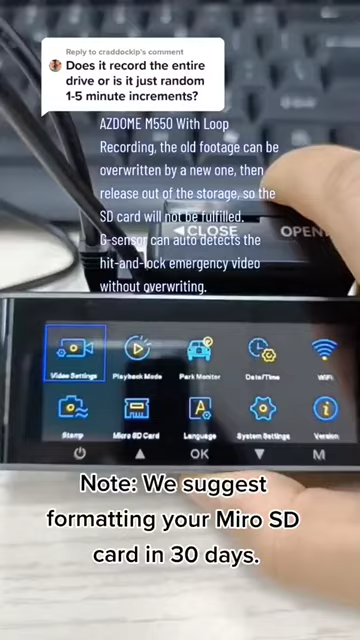 Reply to craddockip's comment
Does it record the entire
drive or is it just random
1-5 minute increments?
AZDOME M550 With Loop
Recording, the old footage can be
overwritten by a new one, then
release out of the storage, so the
SD card will not be fulfilled.
◄CLOSE OPEN
G-sensor can auto detects the
hit-and-lock emergency video
without overwriting.
Video Settings Playback Mode Park Monitor Date/Time WiFi
Stamp Micro SD Card Language System Settings Version
OK M
Note: We suggest
formatting your Miro SD
card in 30 days.